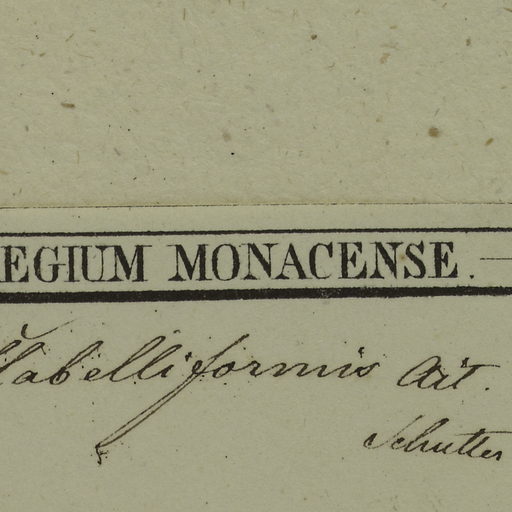 EGIUM MONACENSE.
flabelliformis Ait.
Schutter